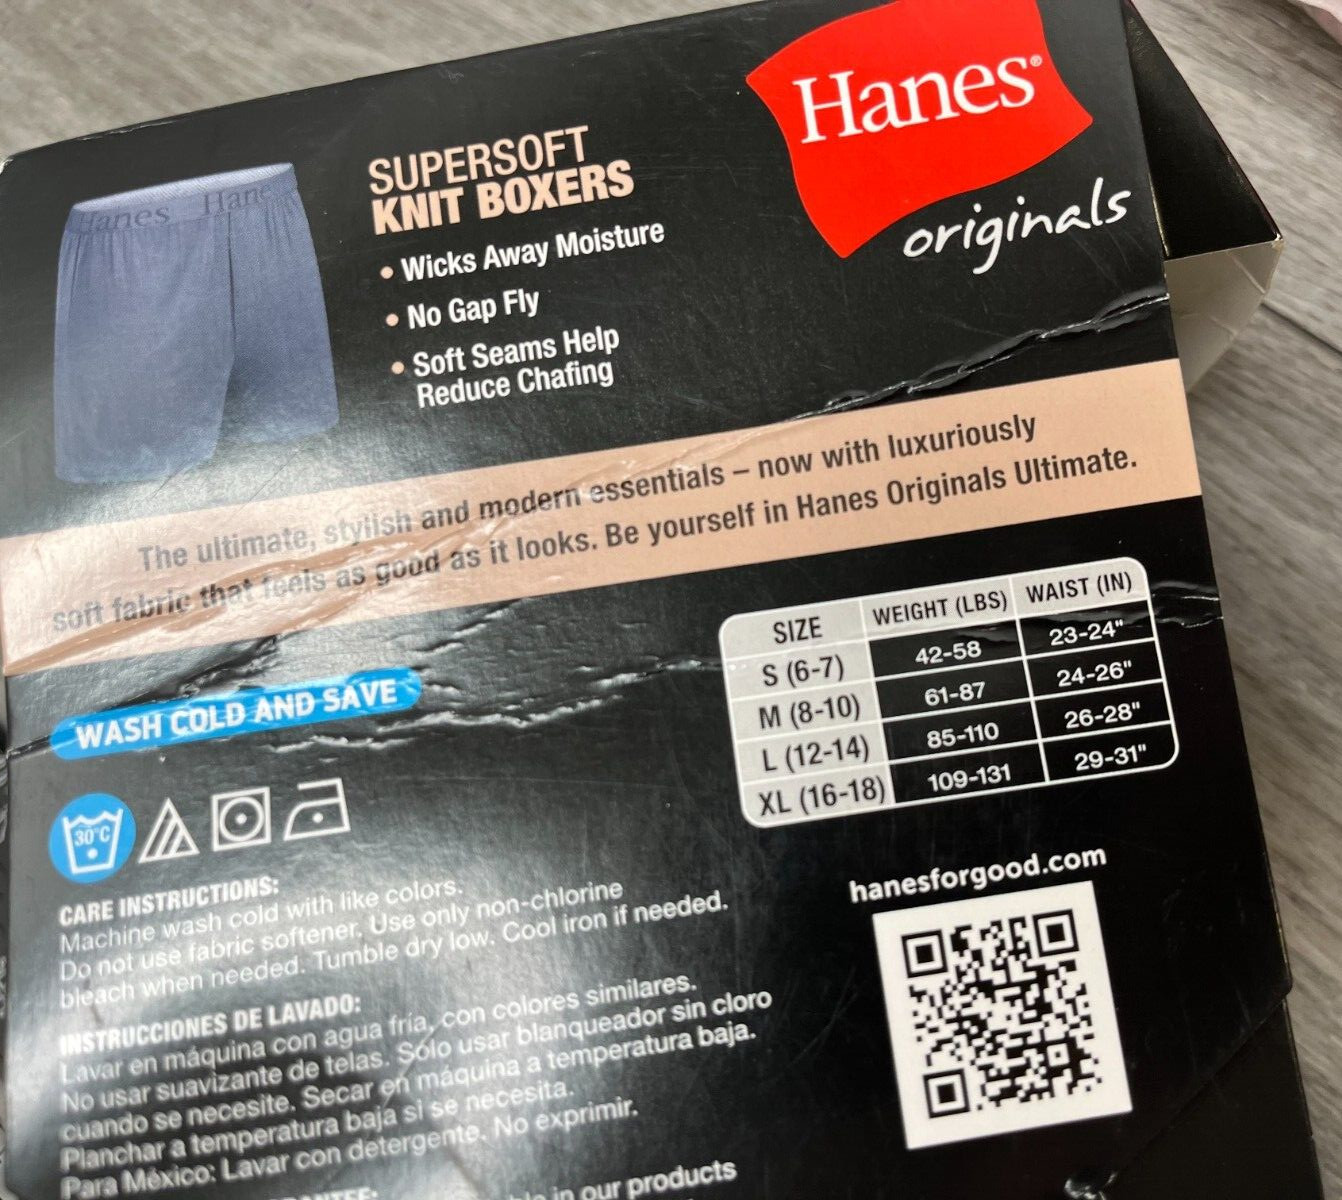 Hanes®
originals
SUPERSOFT
KNIT BOXERS
• Wicks Away Moisture
• No Gap Fly
• Soft Seams Help
Reduce Chafing
Hanes Hane
The ultimate, stylish and modern essentials – now with luxuriously
soft fabric that feels as good as it looks. Be yourself in Hanes Originals Ultimate.
SIZE WEIGHT (LBS) WAIST (IN)
S (6-7) 42-58 23-24"
M (8-10) 61-87 24-26"
L (12-14) 85-110 26-28"
XL (16-18) 109-131 29-31"
WASH COLD AND SAVE
30°C
CARE INSTRUCTIONS:
Machine wash cold with like colors.
Do not use fabric softener. Use only non-chlorine
bleach when needed. Tumble dry low. Cool iron if needed.
INSTRUCCIONES DE LAVADO:
Lavar en máquina con agua fría, con colores similares.
No usar suavizante de telas. Sólo usar blanqueador sin cloro
cuando se necesite. Secar en máquina a temperatura baja.
Planchar a temperatura baja si se necesita.
Para México: Lavar con detergente. No exprimir.
in our products
hanesforgood.com